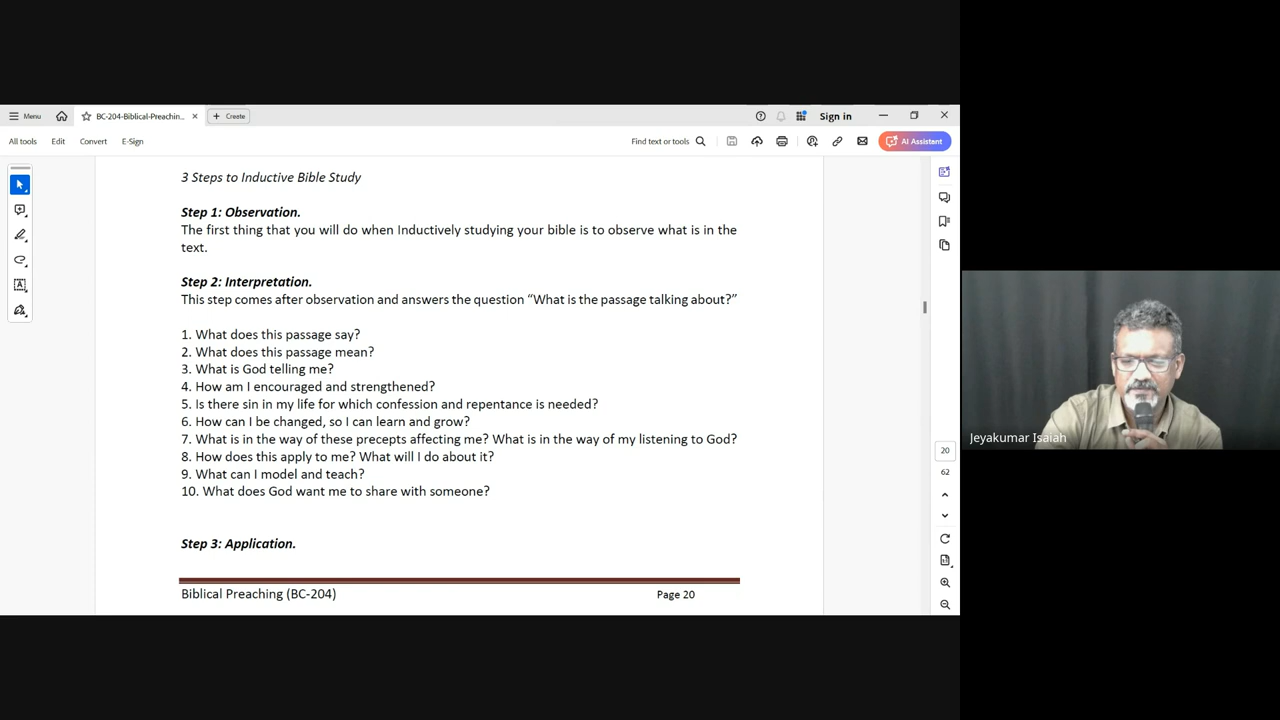 Menu
BC-204-Biblical-Preachin...
Create
Sign in
All tools
Edit
Convert
E-Sign
Find text or tools
AI Assistant
3 Steps to Inductive Bible Study
Step 1: Observation.
The first thing that you will do when Inductively studying your bible is to observe what is in the
text.
Step 2: Interpretation.
This step comes after observation and answers the question “What is the passage talking about?”
1. What does this passage say?
2. What does this passage mean?
3. What is God telling me?
4. How am I encouraged and strengthened?
5. Is there sin in my life for which confession and repentance is needed?
6. How can I be changed, so I can learn and grow?
7. What is in the way of these precepts affecting me? What is in the way of my listening to God?
8. How does this apply to me? What will I do about it?
9. What can I model and teach?
10. What does God want me to share with someone?
Step 3: Application.
Biblical Preaching (BC-204) Page 20
20
62
Jeyakumar Isaiah